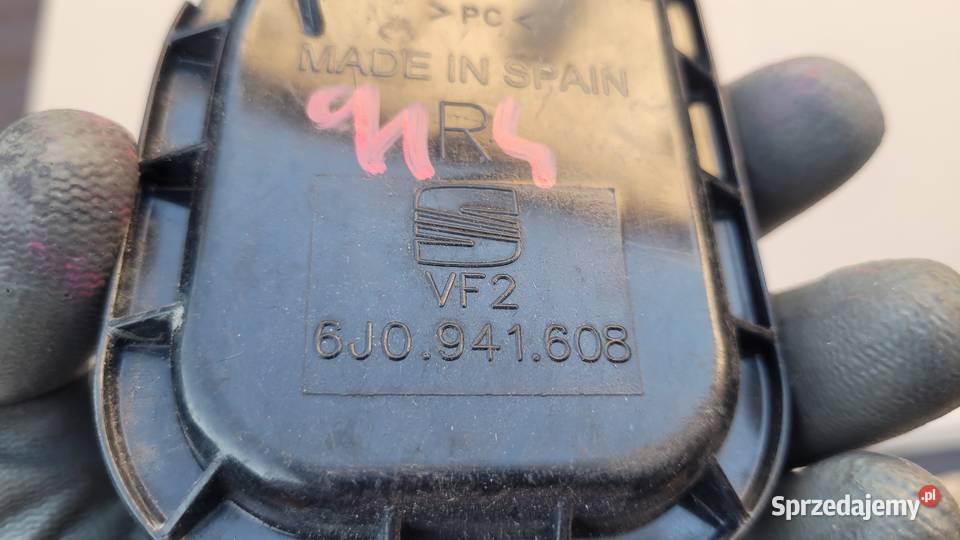 > PC <
MADE IN SPAIN
R
VF2
6J0.941.608
Sprzedajemy.pl